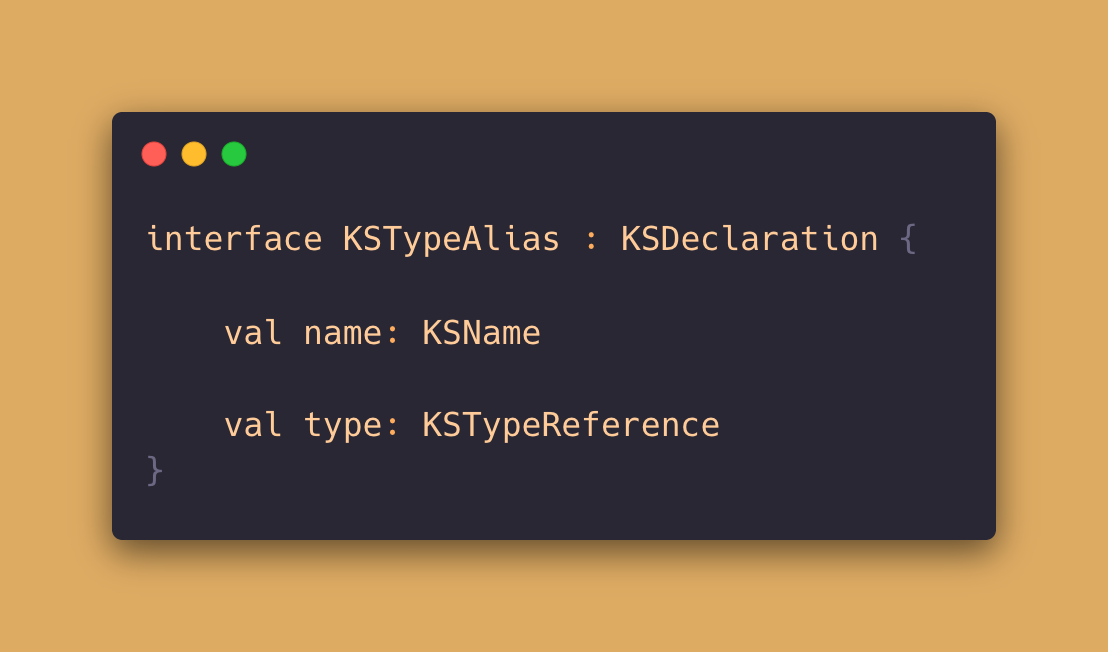 interface KSTypeAlias : KSDeclaration {
    val name: KSName
    val type: KSTypeReference
}